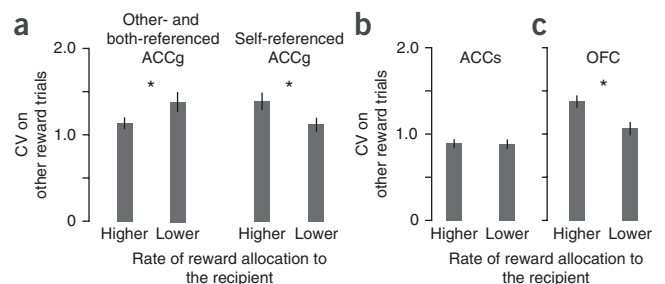 a
Other- and
both-referenced
ACCg
Self-referenced
ACCg
2.0
1.0
0
CV on
other reward trials
*
*
Higher Lower
Higher Lower
Rate of reward allocation to
the recipient
b
ACCs
2.0
1.0
0
CV on
other reward trials
Higher Lower
c
OFC
*
Higher Lower
Rate of reward allocation to
the recipient